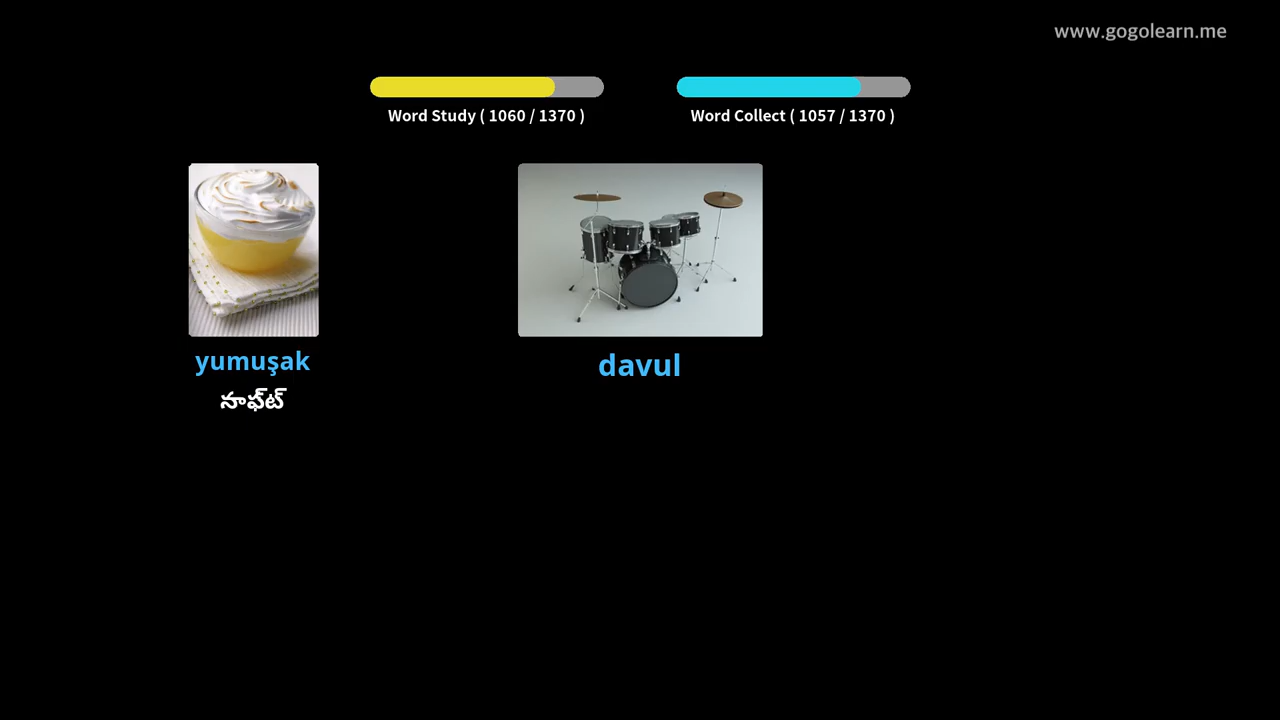 www.gogolearn.me
Word Study ( 1060 / 1370 )
Word Collect ( 1057 / 1370 )
yumuşak
davul
సాఫ్ట్